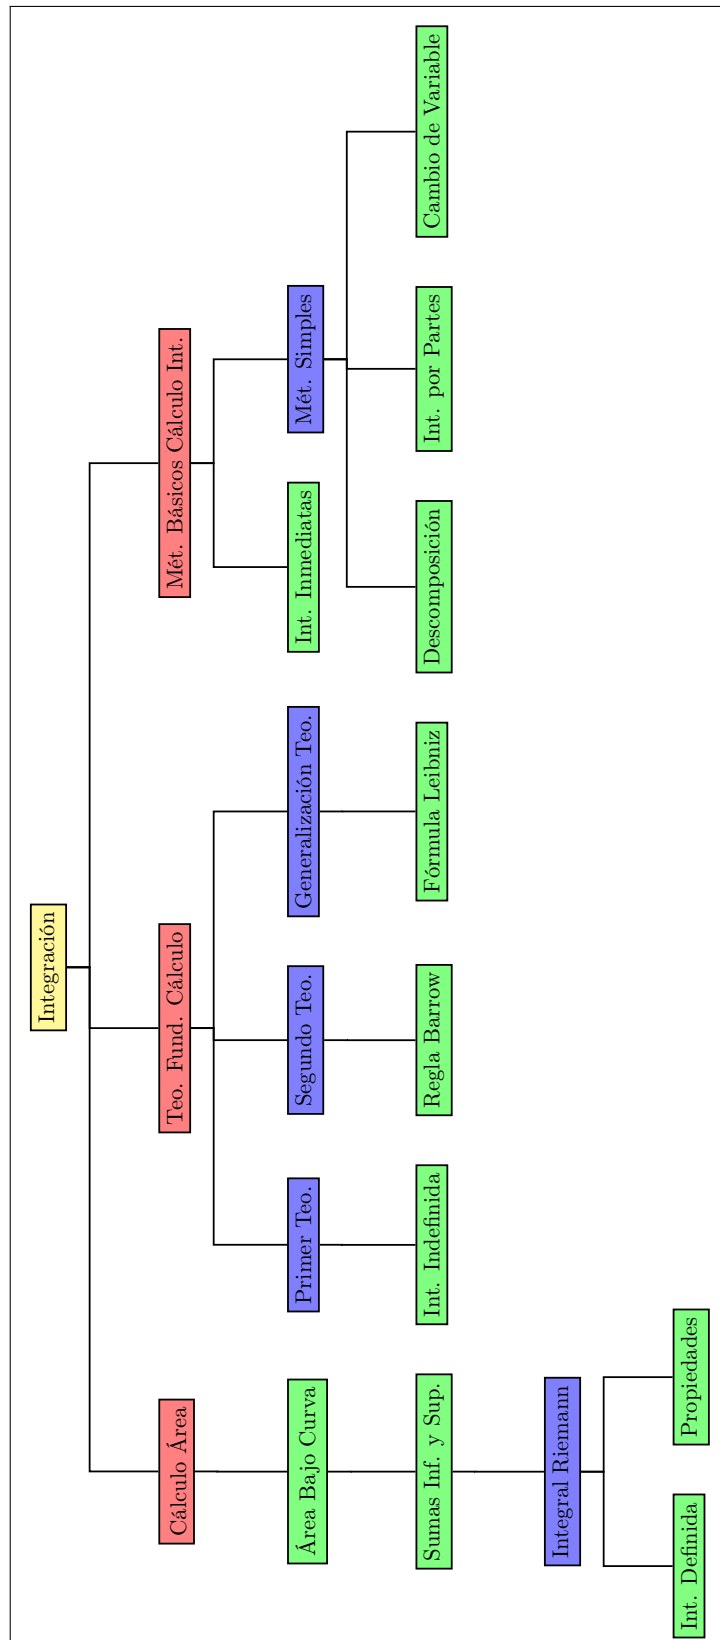 Integración
Cálculo Área
Teo. Fund. Cálculo
Mét. Básicos Cálculo Int.
Área Bajo Curva
Primer Teo.
Segundo Teo.
Generalización Teo.
Int. Inmediatas
Mét. Simples
Sumas Inf. y Sup.
Int. Indefinida
Regla Barrow
Fórmula Leibniz
Descomposición
Int. por Partes
Cambio de Variable
Integral Riemann
Int. Definida
Propiedades